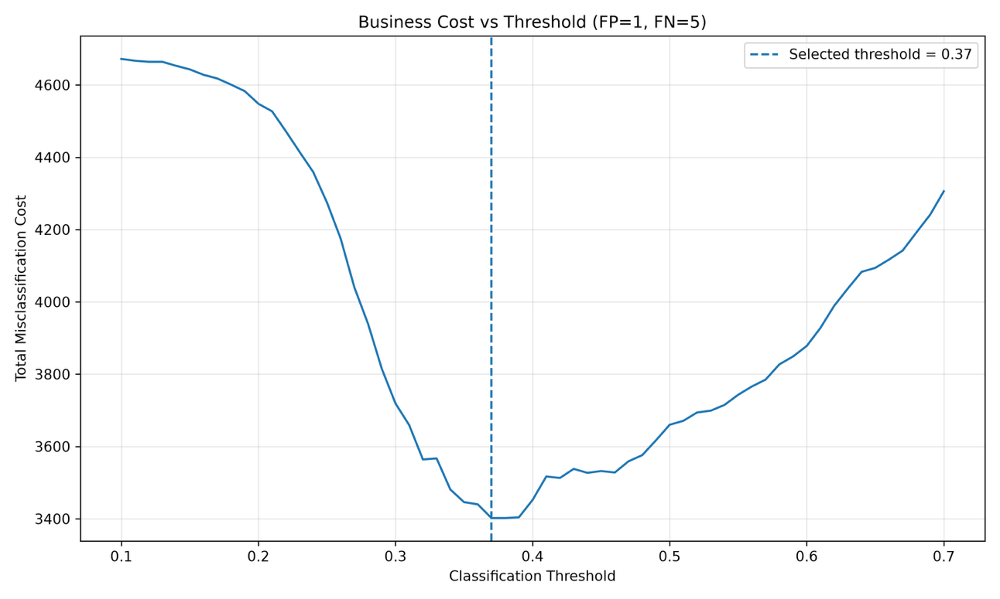 Business Cost vs Threshold (FP=1, FN=5)
Selected threshold = 0.37
Total Misclassification Cost
4600
4400
4200
4000
3800
3600
3400
0.1 0.2 0.3 0.4 0.5 0.6 0.7
Classification Threshold